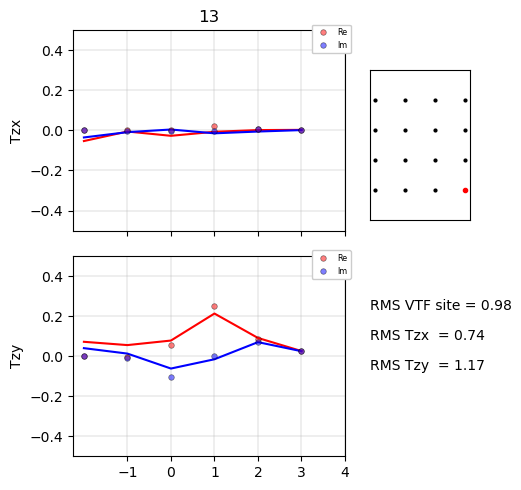 13
Tzx
0.4
0.2
0.0
−0.2
−0.4
Re
Im
Tzy
0.4
0.2
0.0
−0.2
−0.4
Re
Im
−1 0 1 2 3 4
RMS VTF site = 0.98
RMS Tzx = 0.74
RMS Tzy = 1.17